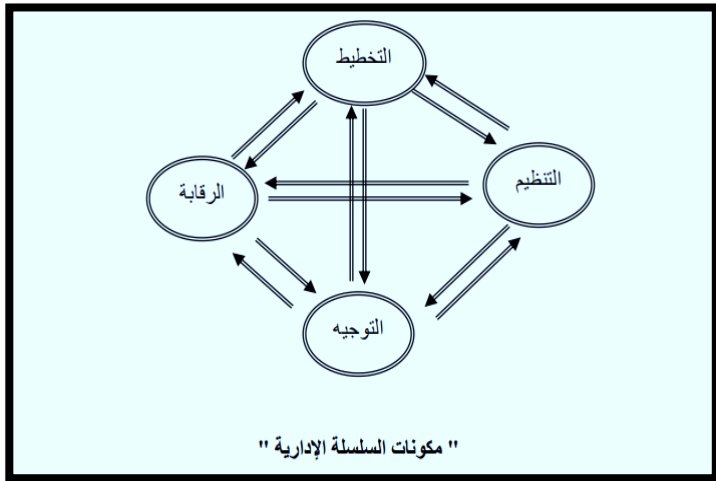 التخطيط
التنظيم
الرقابة
التوجيه
" مكونات السلسلة الإدارية "